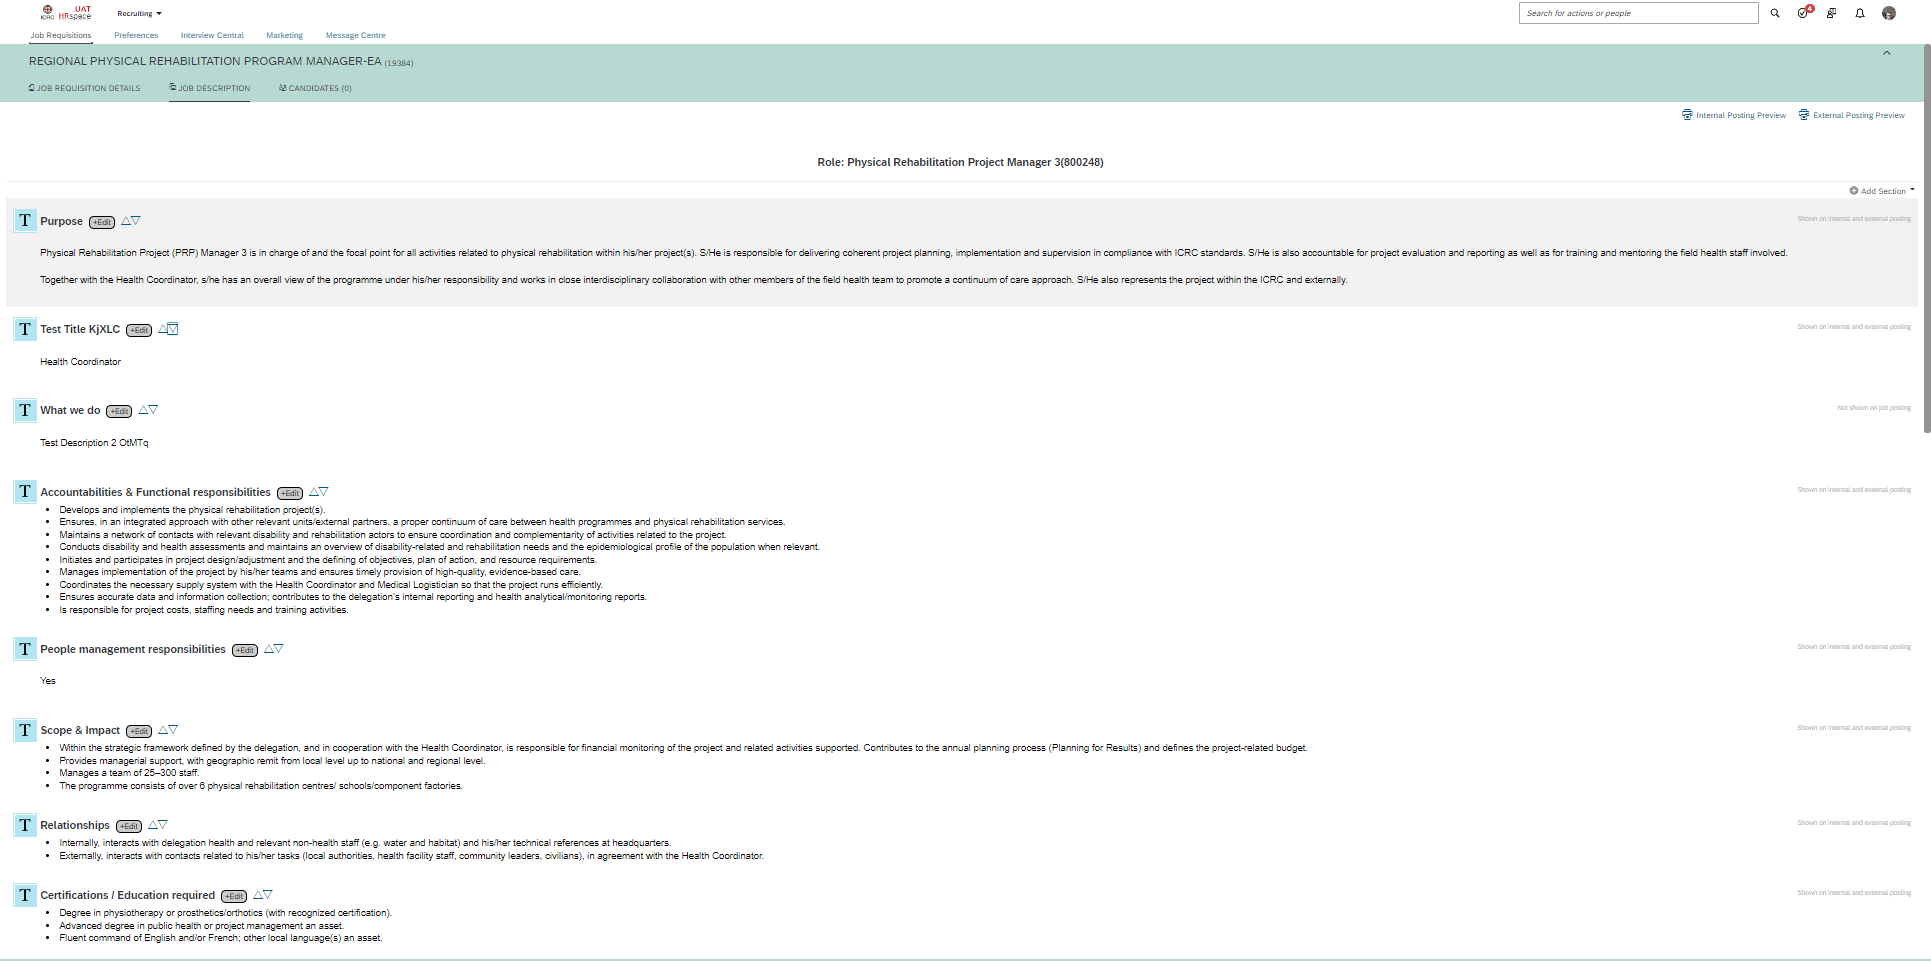 ICRC UAT HRspace Recruiting
Search for actions or people
4
Job Requisitions Preferences Interview Central Marketing Message Centre
REGIONAL PHYSICAL REHABILITATION PROGRAM MANAGER-EA (19384)
JOB REQUISITION DETAILS JOB DESCRIPTION CANDIDATES (0)
Internal Posting Preview External Posting Preview
Role: Physical Rehabilitation Project Manager 3(800248)
Add Section
T Purpose +Edit
Shown on internal and external posting
Physical Rehabilitation Project (PRP) Manager 3 is in charge of and the focal point for all activities related to physical rehabilitation within his/her project(s). S/He is responsible for delivering coherent project planning, implementation and supervision in compliance with ICRC standards. S/He is also accountable for project evaluation and reporting as well as for training and mentoring the field health staff involved.
Together with the Health Coordinator, s/he has an overall view of the programme under his/her responsibility and works in close interdisciplinary collaboration with other members of the field health team to promote a continuum of care approach. S/He also represents the project within the ICRC and externally.
T Test Title KjXLC +Edit
Shown on internal and external posting
Health Coordinator
T What we do +Edit
Not shown on job posting
Test Description 2 OtMTq
T Accountabilities & Functional responsibilities +Edit
Shown on internal and external posting
• Develops and implements the physical rehabilitation project(s).
• Ensures, in an integrated approach with other relevant units/external partners, a proper continuum of care between health programmes and physical rehabilitation services.
• Maintains a network of contacts with relevant disability and rehabilitation actors to ensure coordination and complementarity of activities related to the project.
• Conducts disability and health assessments and maintains an overview of disability-related and rehabilitation needs and the epidemiological profile of the population when relevant.
• Initiates and participates in project design/adjustment and the defining of objectives, plan of action, and resource requirements.
• Manages implementation of the project by his/her teams and ensures timely provision of high-quality, evidence-based care.
• Coordinates the necessary supply system with the Health Coordinator and Medical Logistician so that the project runs efficiently.
• Ensures accurate data and information collection; contributes to the delegation's internal reporting and health analytical/monitoring reports.
• Is responsible for project costs, staffing needs and training activities.
T People management responsibilities +Edit
Shown on internal and external posting
Yes
T Scope & Impact +Edit
Shown on internal and external posting
• Within the strategic framework defined by the delegation, and in cooperation with the Health Coordinator, is responsible for financial monitoring of the project and related activities supported. Contributes to the annual planning process (Planning for Results) and defines the project-related budget.
• Provides managerial support, with geographic remit from local level up to national and regional level.
• Manages a team of 25–300 staff.
• The programme consists of over 6 physical rehabilitation centres/ schools/component factories.
T Relationships +Edit
Shown on internal and external posting
• Internally, interacts with delegation health and relevant non-health staff (e.g. water and habitat) and his/her technical references at headquarters.
• Externally, interacts with contacts related to his/her tasks (local authorities, health facility staff, community leaders, civilians), in agreement with the Health Coordinator.
T Certifications / Education required +Edit
Shown on internal and external posting
• Degree in physiotherapy or prosthetics/orthotics (with recognized certification).
• Advanced degree in public health or project management an asset.
• Fluent command of English and/or French; other local language(s) an asset.